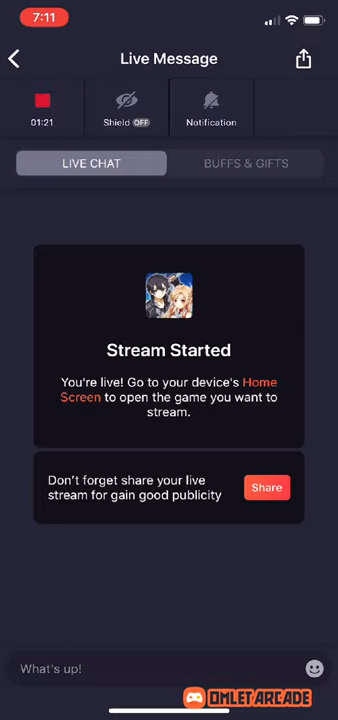 7:11
Live Message
01:21
Shield OFF
Notification
LIVE CHAT
BUFFS & GIFTS
Stream Started
You're live! Go to your device's Home
Screen to open the game you want to
stream.
Don't forget share your live
stream for gain good publicity
Share
What's up!
OMLET ARCADE